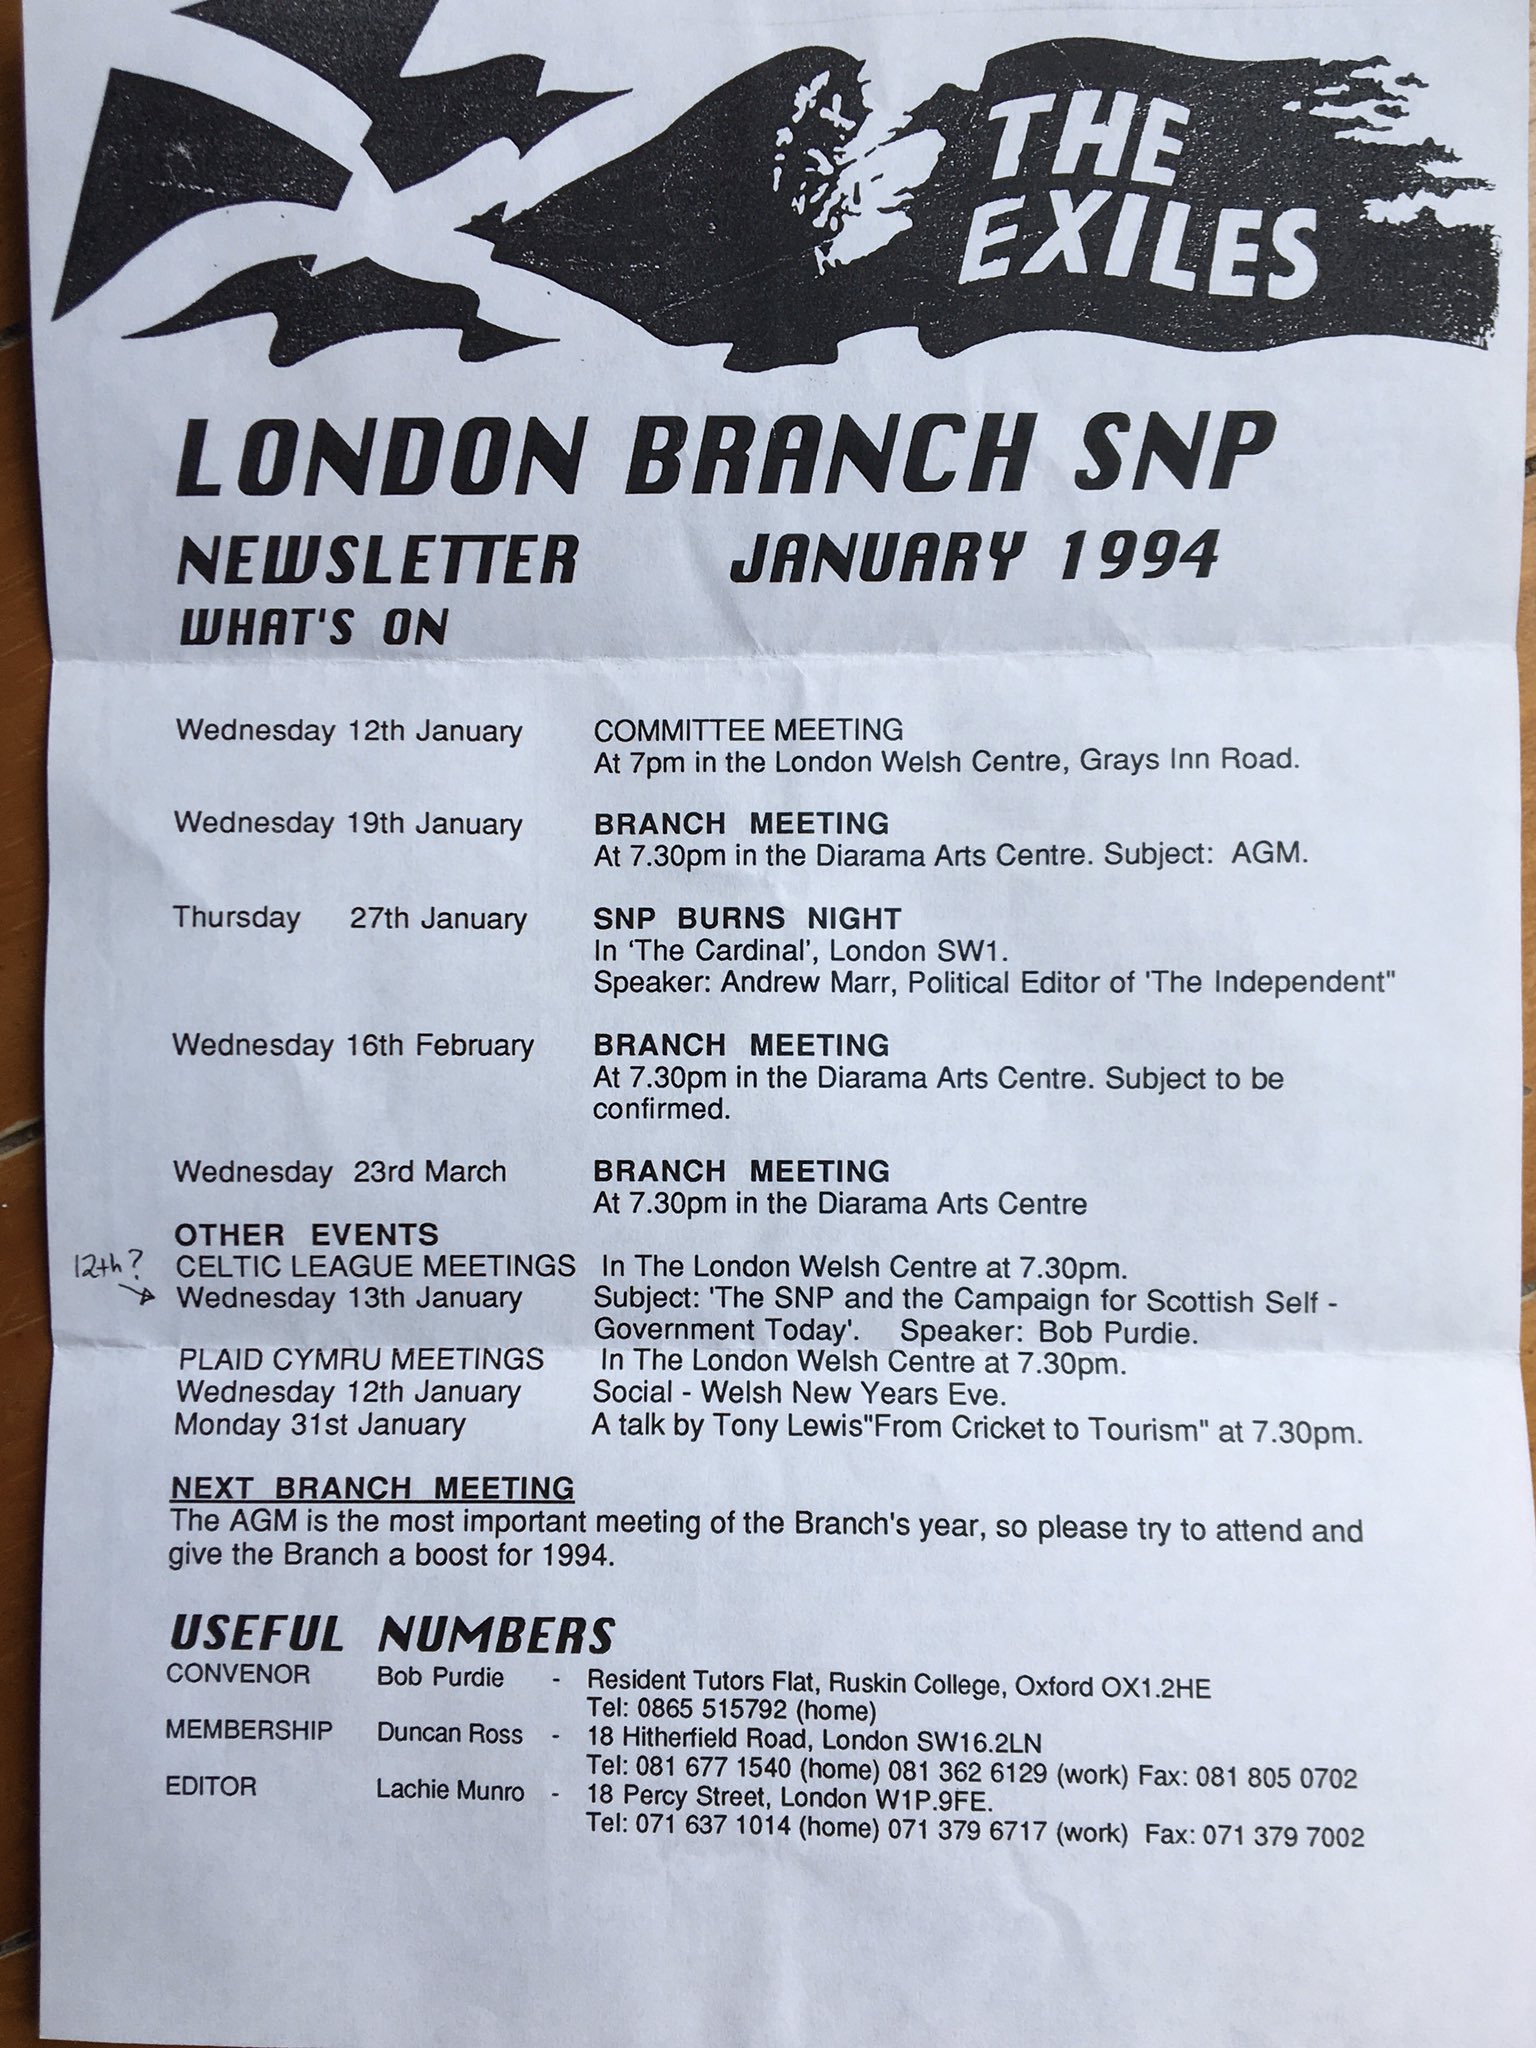 THE
EXILES
LONDON BRANCH SNP
NEWSLETTER JANUARY 1994
WHAT'S ON
Wednesday 12th January COMMITTEE MEETING
At 7pm in the London Welsh Centre, Grays Inn Road.
Wednesday 19th January BRANCH MEETING
At 7.30pm in the Diarama Arts Centre. Subject: AGM.
Thursday 27th January SNP BURNS NIGHT
In 'The Cardinal', London SW1.
Speaker: Andrew Marr, Political Editor of 'The Independent"
Wednesday 16th February BRANCH MEETING
At 7.30pm in the Diarama Arts Centre. Subject to be
confirmed.
Wednesday 23rd March BRANCH MEETING
At 7.30pm in the Diarama Arts Centre
OTHER EVENTS
12th? CELTIC LEAGUE MEETINGS In The London Welsh Centre at 7.30pm.
Wednesday 13th January Subject: 'The SNP and the Campaign for Scottish Self -
Government Today'. Speaker: Bob Purdie.
PLAID CYMRU MEETINGS In The London Welsh Centre at 7.30pm.
Wednesday 12th January Social - Welsh New Years Eve.
Monday 31st January A talk by Tony Lewis"From Cricket to Tourism" at 7.30pm.
NEXT BRANCH MEETING
The AGM is the most important meeting of the Branch's year, so please try to attend and
give the Branch a boost for 1994.
USEFUL NUMBERS
CONVENOR Bob Purdie - Resident Tutors Flat, Ruskin College, Oxford OX1.2HE
Tel: 0865 515792 (home)
MEMBERSHIP Duncan Ross - 18 Hitherfield Road, London SW16.2LN
Tel: 081 677 1540 (home) 081 362 6129 (work) Fax: 081 805 0702
EDITOR Lachie Munro - 18 Percy Street, London W1P.9FE.
Tel: 071 637 1014 (home) 071 379 6717 (work) Fax: 071 379 7002